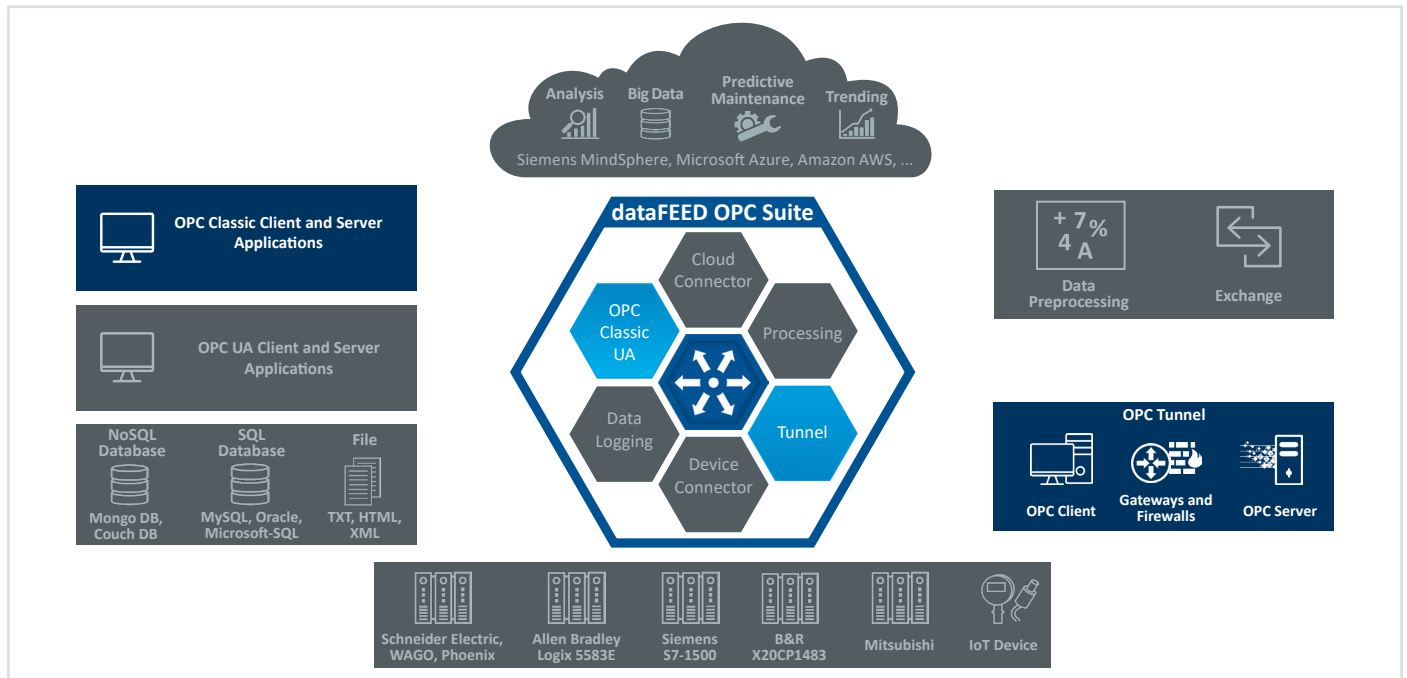 Analysis
Big Data
Predictive
Maintenance
Trending
Siemens MindSphere, Microsoft Azure, Amazon AWS, ...
OPC Classic Client and Server
Applications
OPC UA Client and Server
Applications
NoSQL
Database
SQL
Database
File
Mongo DB,
Couch DB
MySQL, Oracle,
Microsoft-SQL
TXT, HTML,
XML
dataFEED OPC Suite
Cloud
Connector
OPC
Classic
UA
Processing
Data
Logging
Tunnel
Device
Connector
+ 7%
4 A
Data
Preprocessing
Exchange
OPC Tunnel
OPC Client
Gateways and
Firewalls
OPC Server
Schneider Electric,
WAGO, Phoenix
Allen Bradley
Logix 5583E
Siemens
S7-1500
B&R
X20CP1483
Mitsubishi
IoT Device